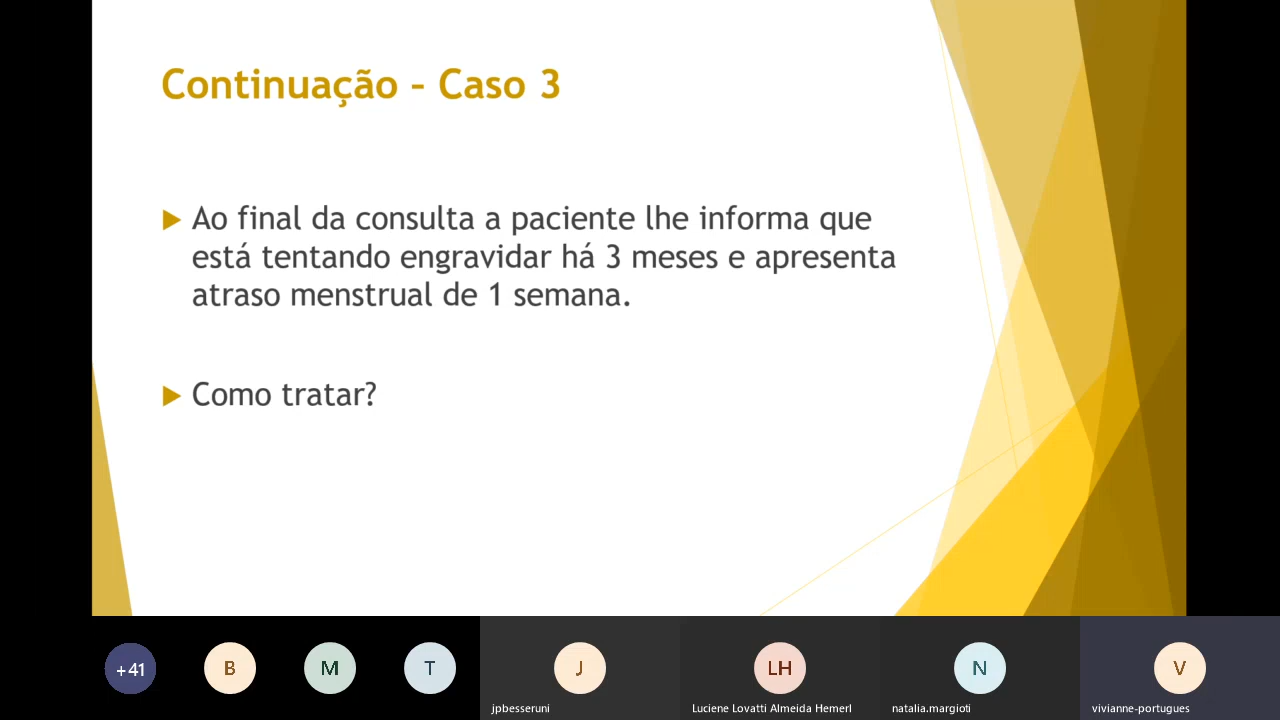 Continuação - Caso 3
Ao final da consulta a paciente lhe informa que
está tentando engravidar há 3 meses e apresenta
atraso menstrual de 1 semana.
Como tratar?
+41
B
M
T
J
LH
N
V
jpbesseruni
Luciene Lovatti Almeida Hemerl
natalia.margioti
vivianne-portugues